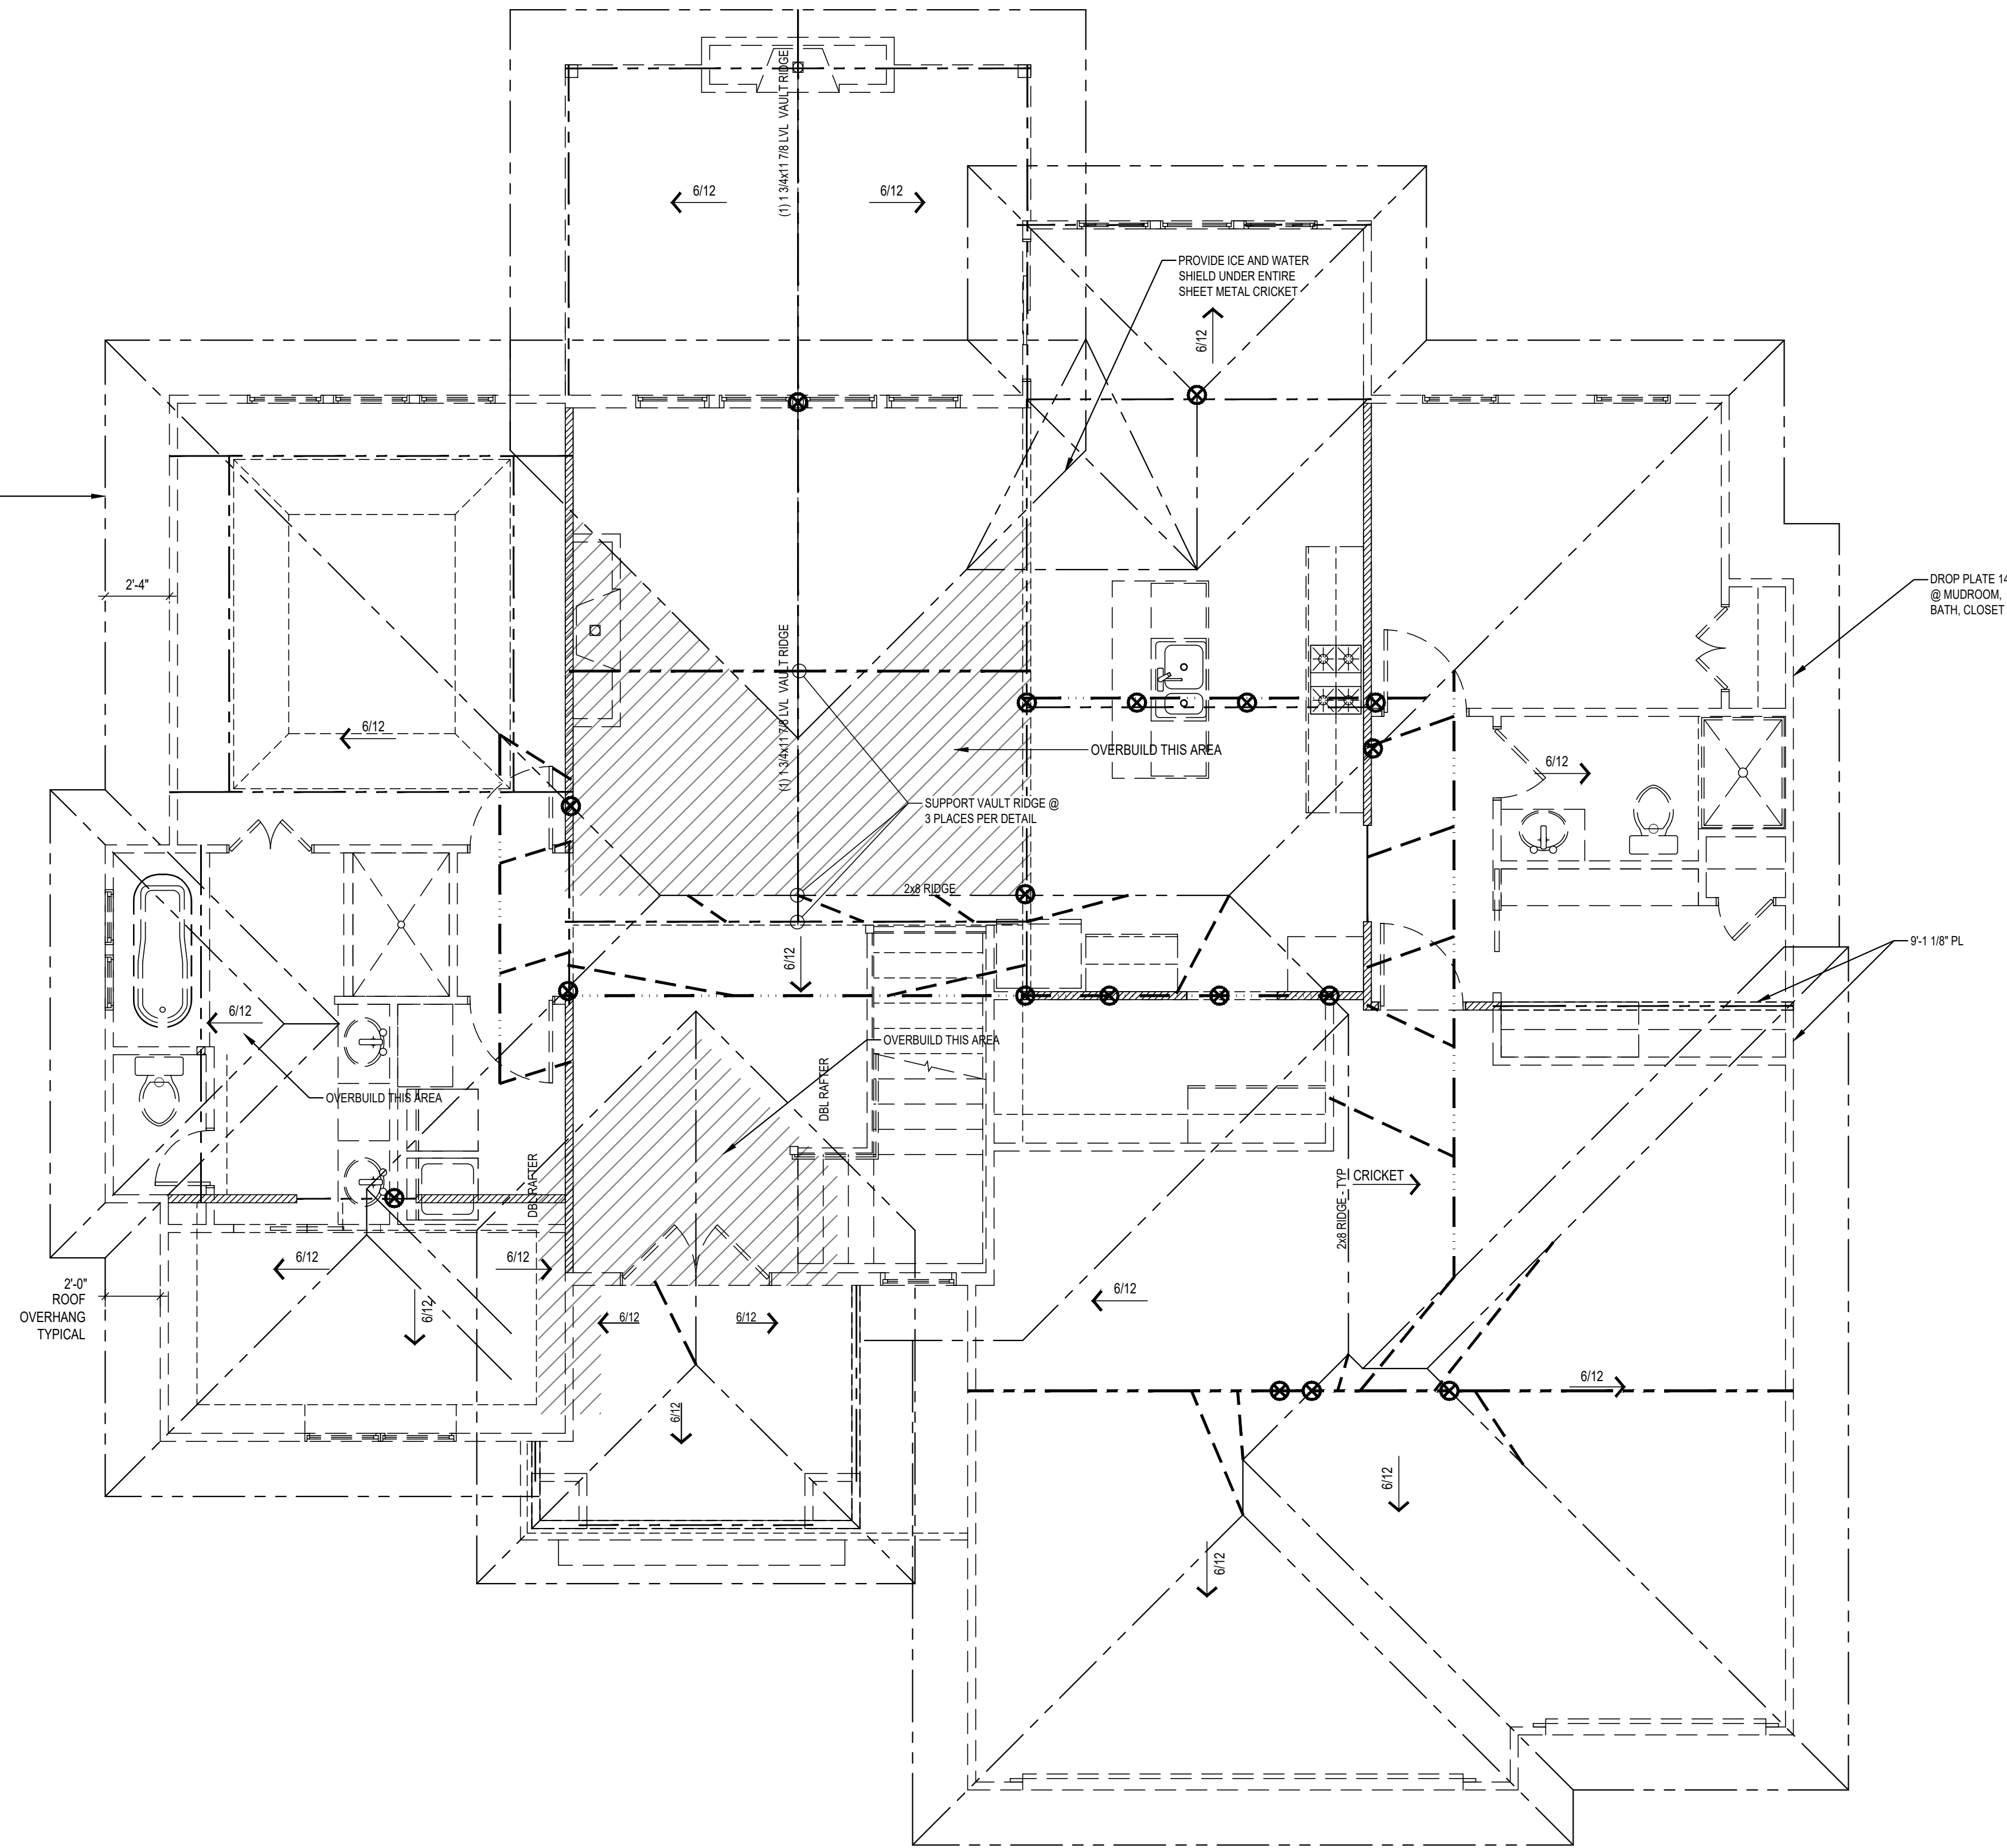 (1) 1 3/4x11 7/8 LVL  VAULT RIDGE
6/12
6/12
PROVIDE ICE AND WATER
SHIELD UNDER ENTIRE
SHEET METAL CRICKET
6/12
2'-4"
DROP PLATE 14
@ MUDROOM,
BATH, CLOSET
6/12
(1) 1 3/4x11 7/8 LVL  VAULT RIDGE
OVERBUILD THIS AREA
6/12
SUPPORT VAULT RIDGE @
3 PLACES PER DETAIL
2x8 RIDGE
9'-1 1/8" PL
6/12
6/12
OVERBUILD THIS AREA
DBL RAFTER
OVERBUILD THIS AREA
DBL RAFTER
2x8 RIDGE - TYP
CRICKET
6/12
6/12
2'-0"
ROOF
OVERHANG
TYPICAL
6/12
6/12
6/12
6/12
6/12
6/12
6/12
6/12